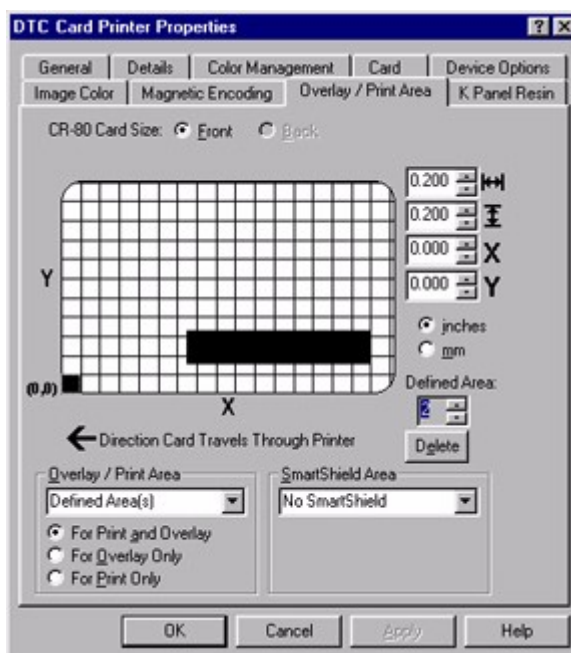 DTC Card Printer Properties
General Details Color Management Card Device Options
Image Color Magnetic Encoding Overlay / Print Area K Panel Resin
CR-80 Card Size: Front Back
0.200
0.200
0.000 X
Y 0.000 Y
inches
mm
Defined Area:
(0,0) 2
X
Direction Card Travels Through Printer Delete
Overlay / Print Area SmartShield Area
Defined Area(s) No SmartShield
For Print and Overlay
For Overlay Only
For Print Only
OK Cancel Apply Help